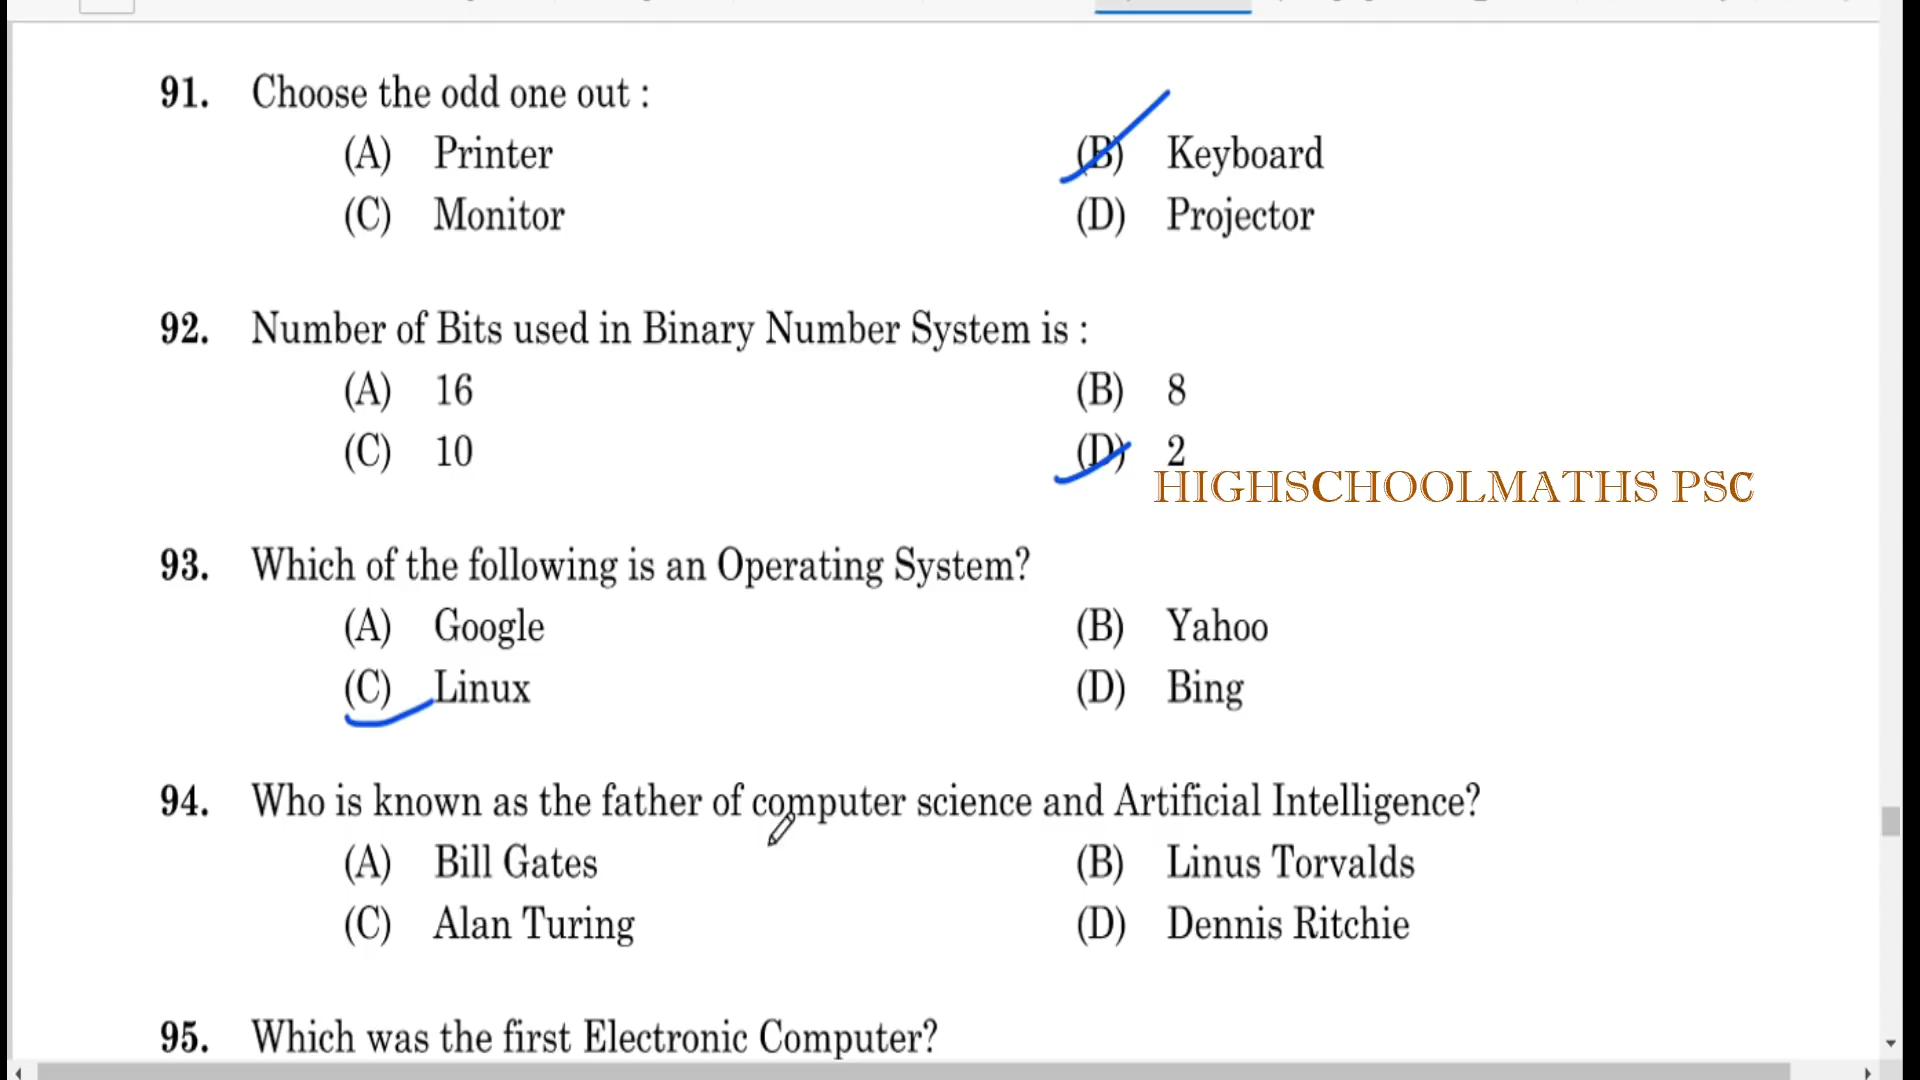 91. Choose the odd one out :
(A) Printer (B) Keyboard
(C) Monitor (D) Projector
92. Number of Bits used in Binary Number System is :
(A) 16 (B) 8
(C) 10 (D) 2
HIGHSCHOOLMATHS PSC
93. Which of the following is an Operating System?
(A) Google (B) Yahoo
(C) Linux (D) Bing
94. Who is known as the father of computer science and Artificial Intelligence?
(A) Bill Gates (B) Linus Torvalds
(C) Alan Turing (D) Dennis Ritchie
95. Which was the first Electronic Computer?